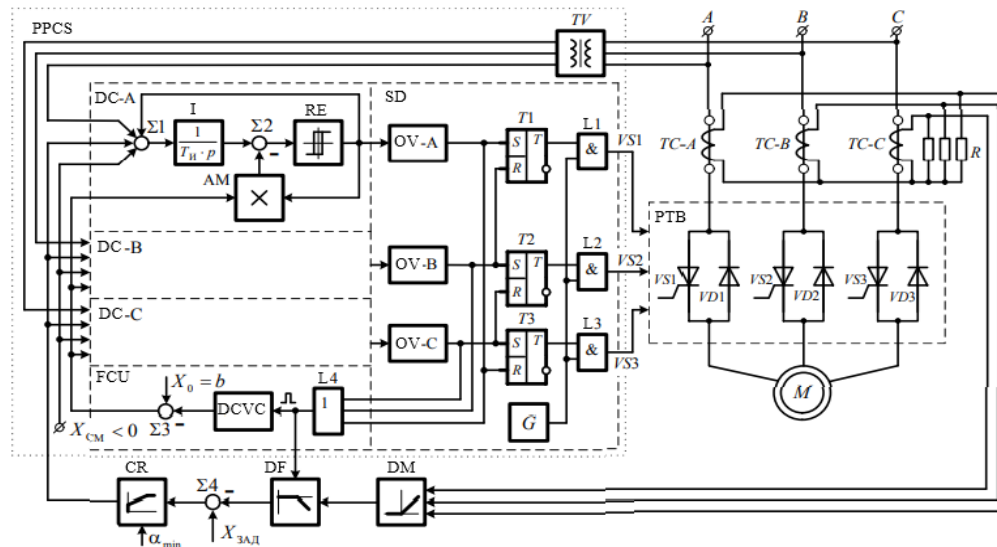 PPCS
TV
A
B
C
DC-A
SD
I
RE
Σ1
1
Tи · p
Σ2
-
OV-A
T1
S
T
R
L1
&
VS1
AM
×
TC-A
TC-B
TC-C
R
PTB
DC-B
OV-B
T2
S
T
R
L2
&
VS2
VS1
VD1
VS2
VD2
VS3
VD3
DC-C
OV-C
T3
S
T
R
L3
&
VS3
FCU
X0 = b
Σ3
-
DCVC
L4
1
G
M
XСМ < 0
CR
Σ4
-
DF
DM
αmin
XЗАД